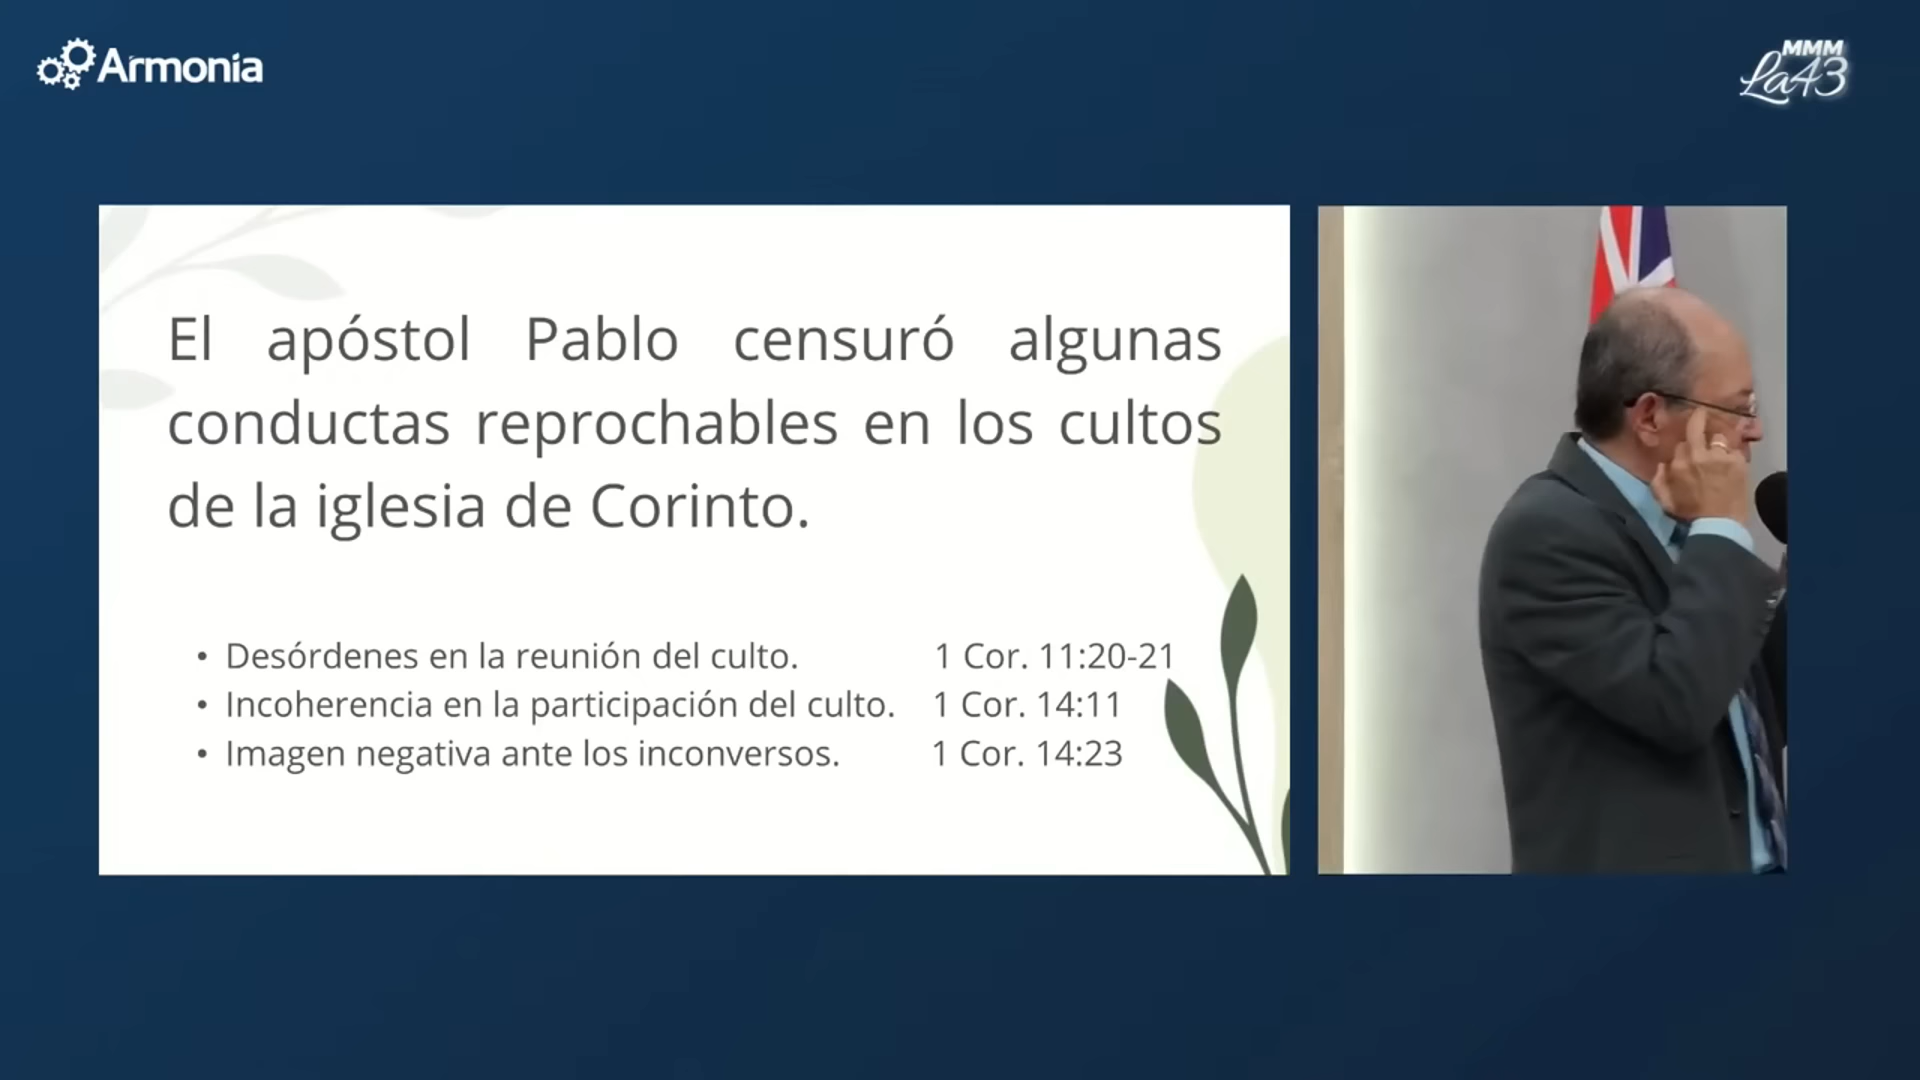 Armonía
MMM
La43
El apóstol Pablo censuró algunas
conductas reprochables en los cultos
de la iglesia de Corinto.
• Desórdenes en la reunión del culto. 1 Cor. 11:20-21
• Incoherencia en la participación del culto. 1 Cor. 14:11
• Imagen negativa ante los inconversos. 1 Cor. 14:23